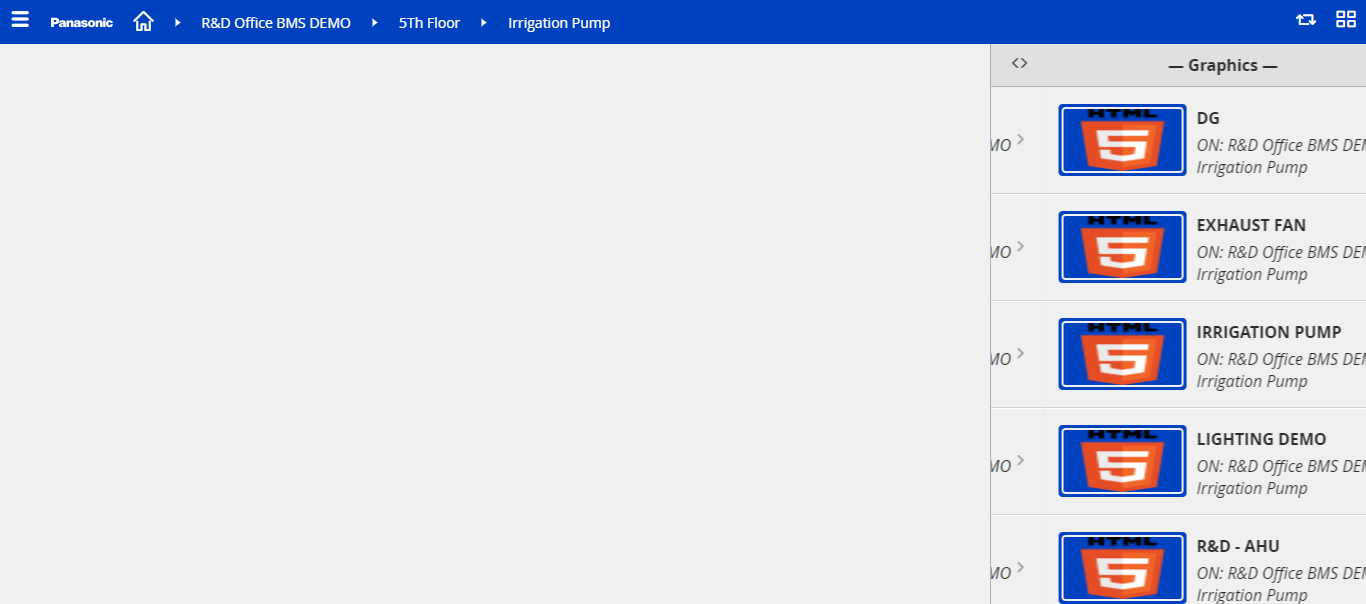 Panasonic R&D Office BMS DEMO 5Th Floor Irrigation Pump
<> — Graphics —
HTML
5
DG
MO
ON: R&D Office BMS DEM
Irrigation Pump
HTML
5
EXHAUST FAN
MO
ON: R&D Office BMS DEM
Irrigation Pump
HTML
5
IRRIGATION PUMP
MO
ON: R&D Office BMS DEM
Irrigation Pump
HTML
5
LIGHTING DEMO
MO
ON: R&D Office BMS DEM
Irrigation Pump
HTML
5
R&D - AHU
MO
ON: R&D Office BMS DEM
Irrigation Pump